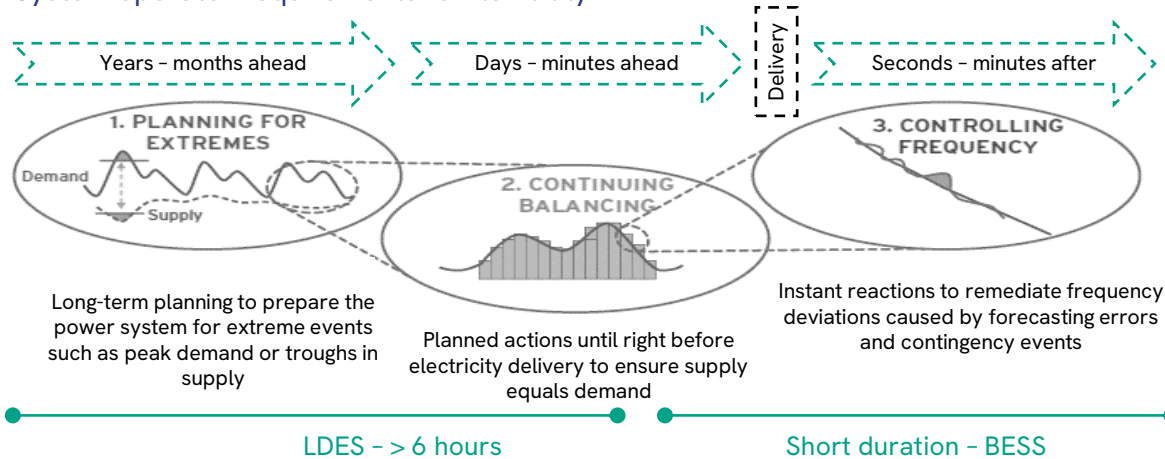 Years – months ahead
Days – minutes ahead
Delivery
Seconds – minutes after
1. PLANNING FOR
EXTREMES
Demand
Supply
2. CONTINUING
BALANCING
3. CONTROLLING
FREQUENCY
Long-term planning to prepare the
power system for extreme events
such as peak demand or troughs in
supply
Planned actions until right before
electricity delivery to ensure supply
equals demand
Instant reactions to remediate frequency
deviations caused by forecasting errors
and contingency events
LDES – > 6 hours
Short duration – BESS